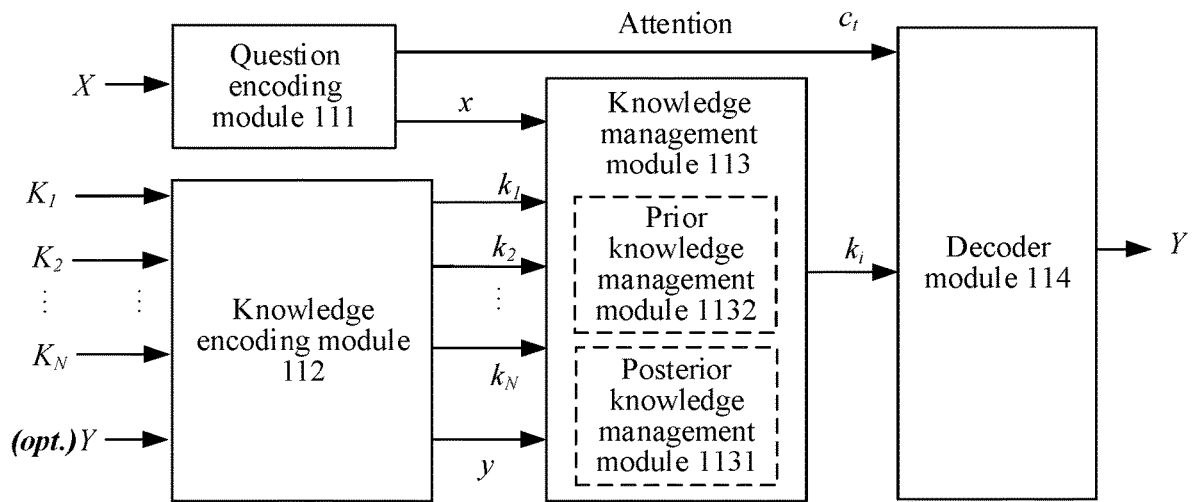 Attention
c_t
X
Question
encoding
module 111
x
Knowledge
management
module 113
K_1
k_1
K_2
k_2
⋮ ⋮
⋮
K_N
k_N
Knowledge
encoding module
112
Prior
knowledge
management
module 1132
k_i
Decoder
module 114
Y
Posterior
knowledge
management
module 1131
(opt.)Y
y